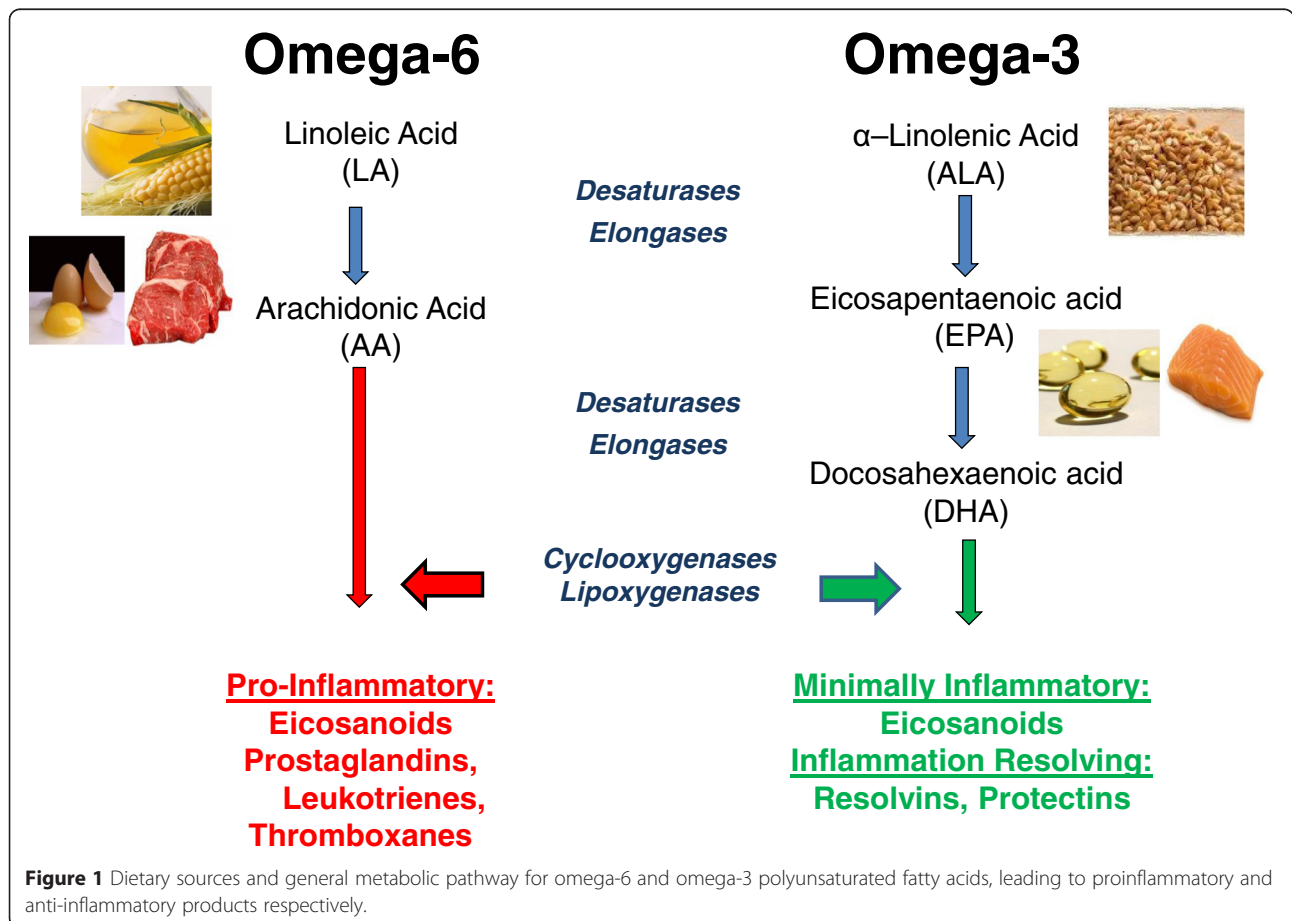 Omega-6
Linoleic Acid
(LA)
Arachidonic Acid
(AA)
Omega-3
α–Linolenic Acid
(ALA)
Eicosapentaenoic acid
(EPA)
Docosahexaenoic acid
(DHA)
Desaturases
Elongases
Desaturases
Elongases
Cyclooxygenases
Lipoxygenases
Pro-Inflammatory:
Eicosanoids
Prostaglandins,
Leukotrienes,
Thromboxanes
Minimally Inflammatory:
Eicosanoids
Inflammation Resolving:
Resolvins, Protectins
Figure 1 Dietary sources and general metabolic pathway for omega-6 and omega-3 polyunsaturated fatty acids, leading to proinflammatory and
anti-inflammatory products respectively.